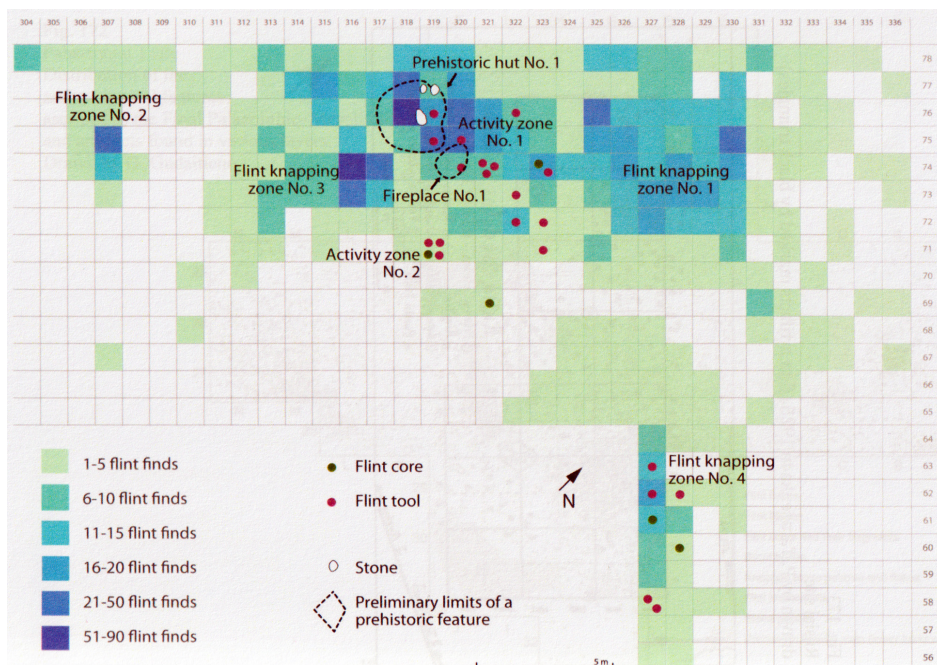 304 305 306 307 308 309 310 311 312 313 314 315 316 317 318 319 320 321 322 323 324 325 326 327 328 329 330 331 332 333 334 335 336
78
Prehistoric hut No. 1
77
Flint knapping
zone No. 2
76
Activity zone
No. 1
75
Flint knapping
zone No. 3
Flint knapping
zone No. 1
74
Fireplace No.1
73
72
71
Activity zone
No. 2
70
69
68
67
66
65
64
63
Flint knapping
zone No. 4
62
61
60
59
58
57
56
1-5 flint finds
6-10 flint finds
11-15 flint finds
16-20 flint finds
21-50 flint finds
51-90 flint finds
Flint core
Flint tool
Stone
Preliminary limits of a
prehistoric feature
N
5 m